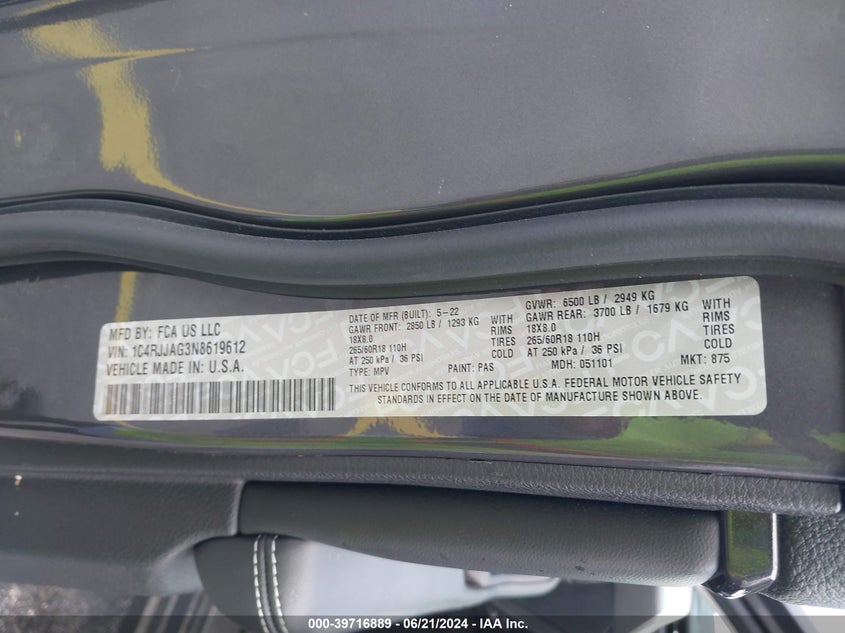 MFD BY: FCA US LLC
VIN: 1C4RJJAG3N8619612
VEHICLE MADE IN: U.S.A.
DATE OF MFR (BUILT): 5-22
GAWR FRONT: 2850 LB / 1293 KG WITH
18X8.0 RIMS
265/60R18 110H TIRES
AT 250 kPa / 36 PSI COLD
TYPE: MPV PAINT: PAS
GVWR: 6500 LB / 2949 KG
GAWR REAR: 3700 LB / 1679 KG WITH
18X8.0 RIMS
265/60R18 110H TIRES
AT 250 kPa / 36 PSI COLD
MDH: 051101 MKT: 875
THIS VEHICLE CONFORMS TO ALL APPLICABLE U.S.A. FEDERAL MOTOR VEHICLE SAFETY
STANDARDS IN EFFECT ON THE DATE OF MANUFACTURE SHOWN ABOVE.
000-39716889 - 06/21/2024 - IAA Inc.